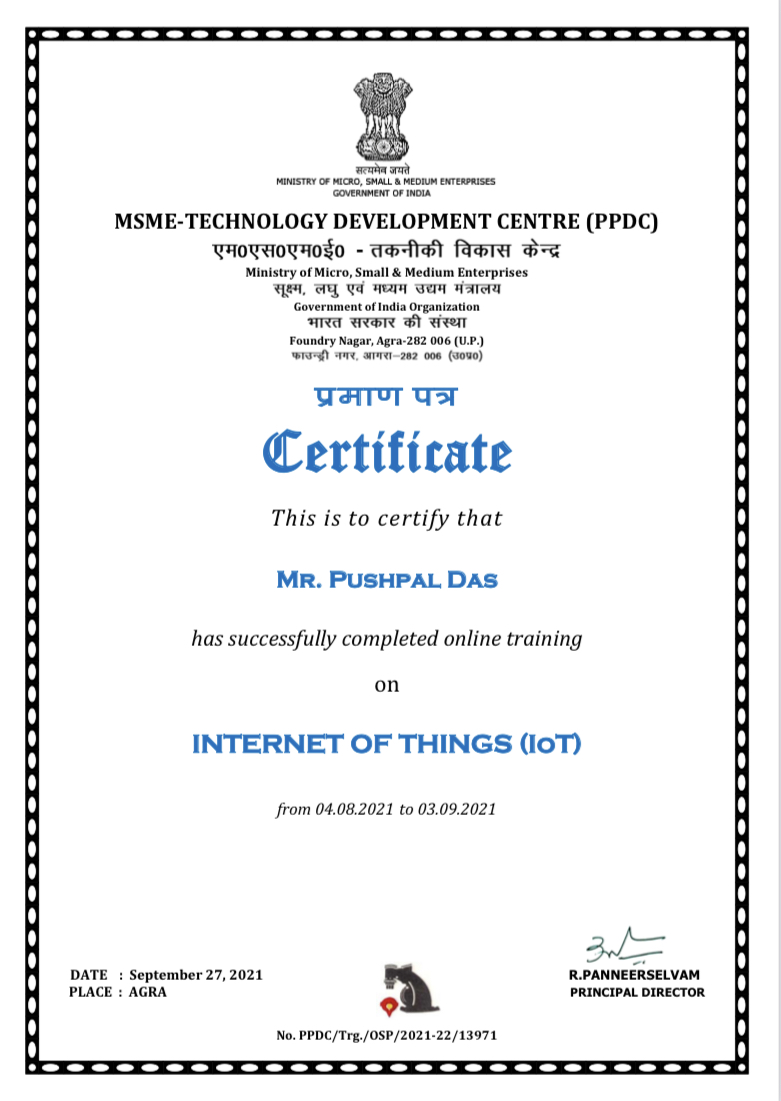 सत्यमेव जयते
MINISTRY OF MICRO, SMALL & MEDIUM ENTERPRISES
GOVERNMENT OF INDIA
MSME-TECHNOLOGY DEVELOPMENT CENTRE (PPDC)
एम0एस0एम0ई0 - तकनीकी विकास केन्द्र
Ministry of Micro, Small & Medium Enterprises
सूक्ष्म, लघु एवं मध्यम उद्यम मंत्रालय
Government of India Organization
भारत सरकार की संस्था
Foundry Nagar, Agra-282 006 (U.P.)
फाउन्ड्री नगर, आगरा–282 006 (उ0प्र0)
प्रमाण पत्र
Certificate
This is to certify that
MR. PUSHPAL DAS
has successfully completed online training
on
INTERNET OF THINGS (IOT)
from 04.08.2021 to 03.09.2021
DATE : September 27, 2021
PLACE : AGRA
R.PANNEERSELVAM
PRINCIPAL DIRECTOR
No. PPDC/Trg./OSP/2021-22/13971